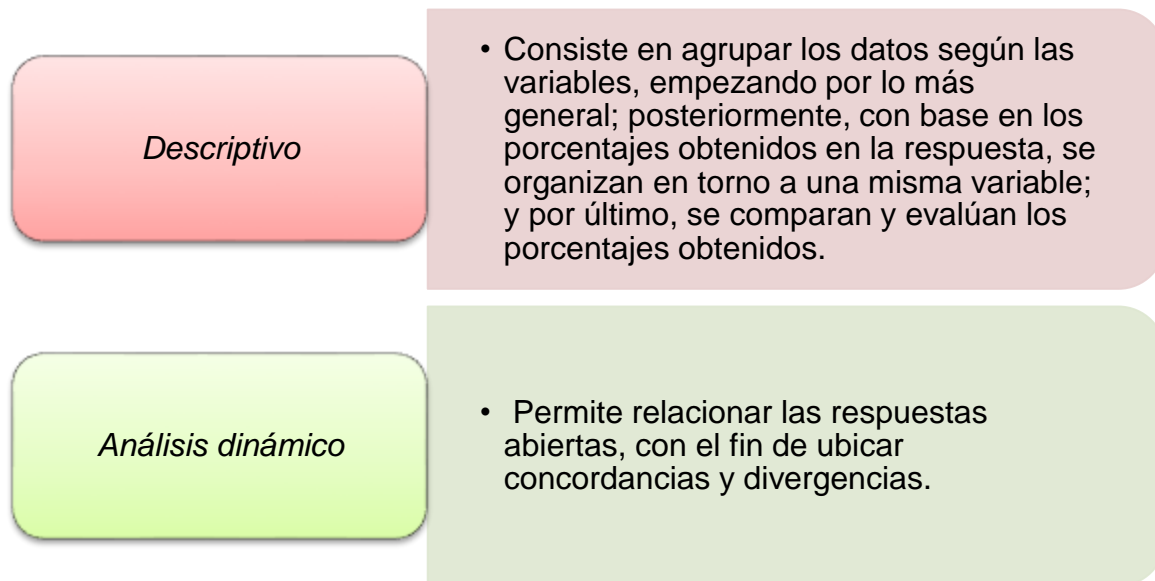 Descriptivo
• Consiste en agrupar los datos según las
variables, empezando por lo más
general; posteriormente, con base en los
porcentajes obtenidos en la respuesta, se
organizan en torno a una misma variable;
y por último, se comparan y evalúan los
porcentajes obtenidos.
Análisis dinámico
• Permite relacionar las respuestas
abiertas, con el fin de ubicar
concordancias y divergencias.